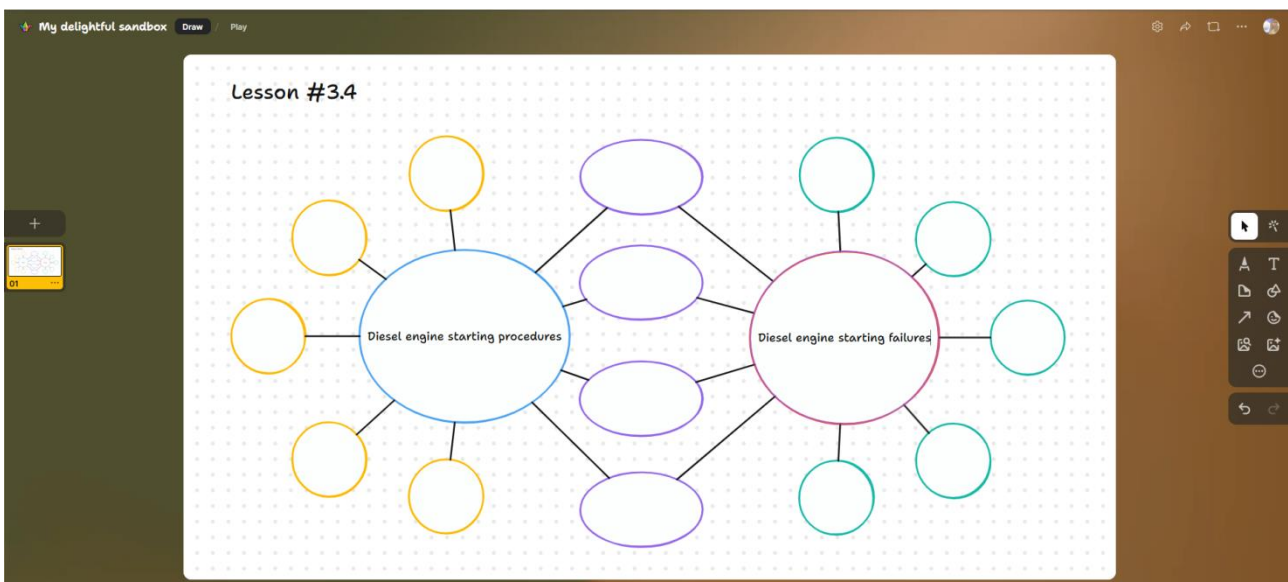 My delightful sandbox Draw / Play
Lesson #3.4
Diesel engine starting procedures
Diesel engine starting failures
T
01